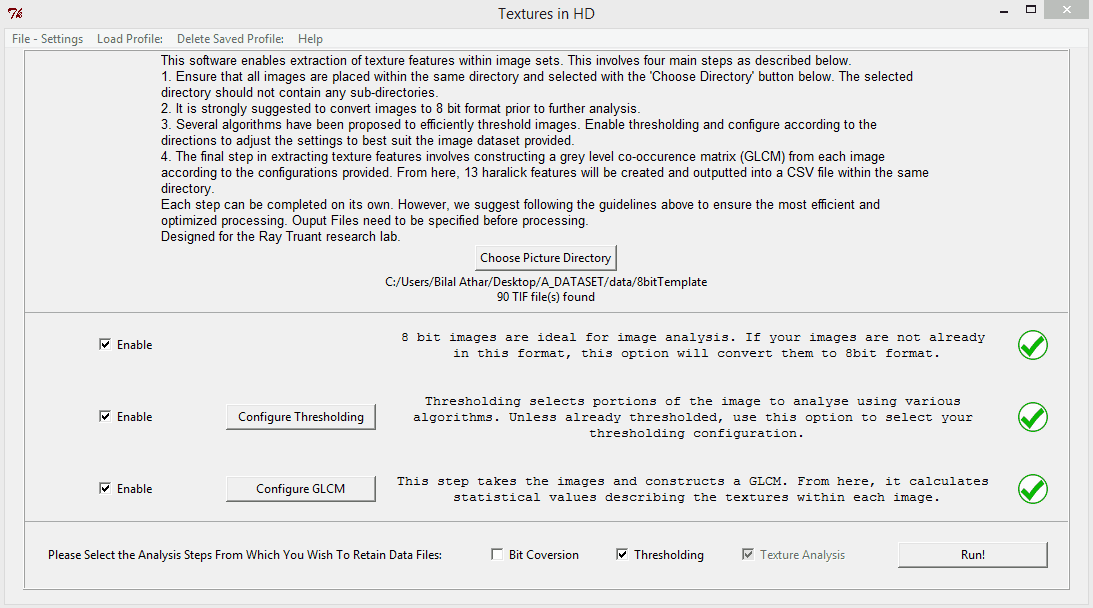 Textures in HD
File - Settings Load Profile: Delete Saved Profile: Help
This software enables extraction of texture features within image sets. This involves four main steps as described below.
1. Ensure that all images are placed within the same directory and selected with the 'Choose Directory' button below. The selected
directory should not contain any sub-directories.
2. It is strongly suggested to convert images to 8 bit format prior to further analysis.
3. Several algorithms have been proposed to efficiently threshold images. Enable thresholding and configure according to the
directions to adjust the settings to best suit the image dataset provided.
4. The final step in extracting texture features involves constructing a grey level co-occurence matrix (GLCM) from each image
according to the configurations provided. From here, 13 haralick features will be created and outputted into a CSV file within the same
directory.
Each step can be completed on its own. However, we suggest following the guidelines above to ensure the most efficient and
optimized processing. Ouput Files need to be specified before processing.
Designed for the Ray Truant research lab.
Choose Picture Directory
C:/Users/Bilal Athar/Desktop/A_DATASET/data/8bitTemplate
90 TIF file(s) found
Enable
8 bit images are ideal for image analysis. If your images are not already
in this format, this option will convert them to 8bit format.
Enable
Configure Thresholding
Thresholding selects portions of the image to analyse using various
algorithms. Unless already thresholded, use this option to select your
thresholding configuration.
Enable
Configure GLCM
This step takes the images and constructs a GLCM. From here, it calculates
statistical values describing the textures within each image.
Please Select the Analysis Steps From Which You Wish To Retain Data Files: Bit Coversion Thresholding Texture Analysis Run!